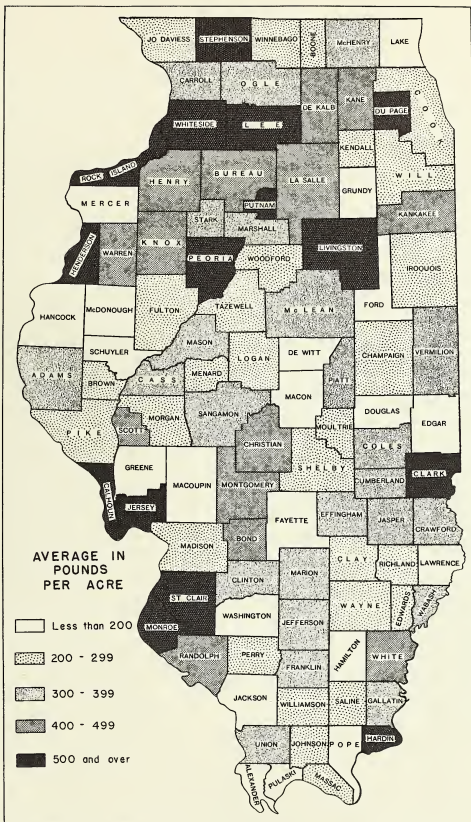 JO DAVIESS STEPHENSON WINNEBAGO BOONE McHENRY LAKE
CARROLL OGLE DE KALB KANE DU PAGE COOK
WHITESIDE LEE KENDALL WILL
ROCK ISLAND HENRY BUREAU LA SALLE GRUNDY
MERCER PUTNAM KANKAKEE
HENDERSON WARREN KNOX STARK MARSHALL LIVINGSTON
PEORIA WOODFORD IROQUOIS
HANCOCK McDONOUGH FULTON TAZEWELL McLEAN FORD
SCHUYLER MASON LOGAN DE WITT CHAMPAIGN VERMILION
ADAMS BROWN CASS MENARD PIATT
MACON
PIKE SCOTT MORGAN SANGAMON MOULTRIE DOUGLAS EDGAR
CHRISTIAN SHELBY COLES
CALHOUN GREENE MACOUPIN MONTGOMERY CUMBERLAND CLARK
JERSEY FAYETTE EFFINGHAM JASPER CRAWFORD
MADISON BOND CLAY RICHLAND LAWRENCE
CLINTON MARION
ST CLAIR WASHINGTON JEFFERSON WAYNE EDWARDS WABASH
MONROE
RANDOLPH PERRY FRANKLIN HAMILTON WHITE
JACKSON WILLIAMSON SALINE GALLATIN
UNION JOHNSON POPE HARDIN
ALEXANDER PULASKI MASSAC
AVERAGE IN
POUNDS
PER ACRE
Less than 200
200 - 299
300 - 399
400 - 499
500 and over